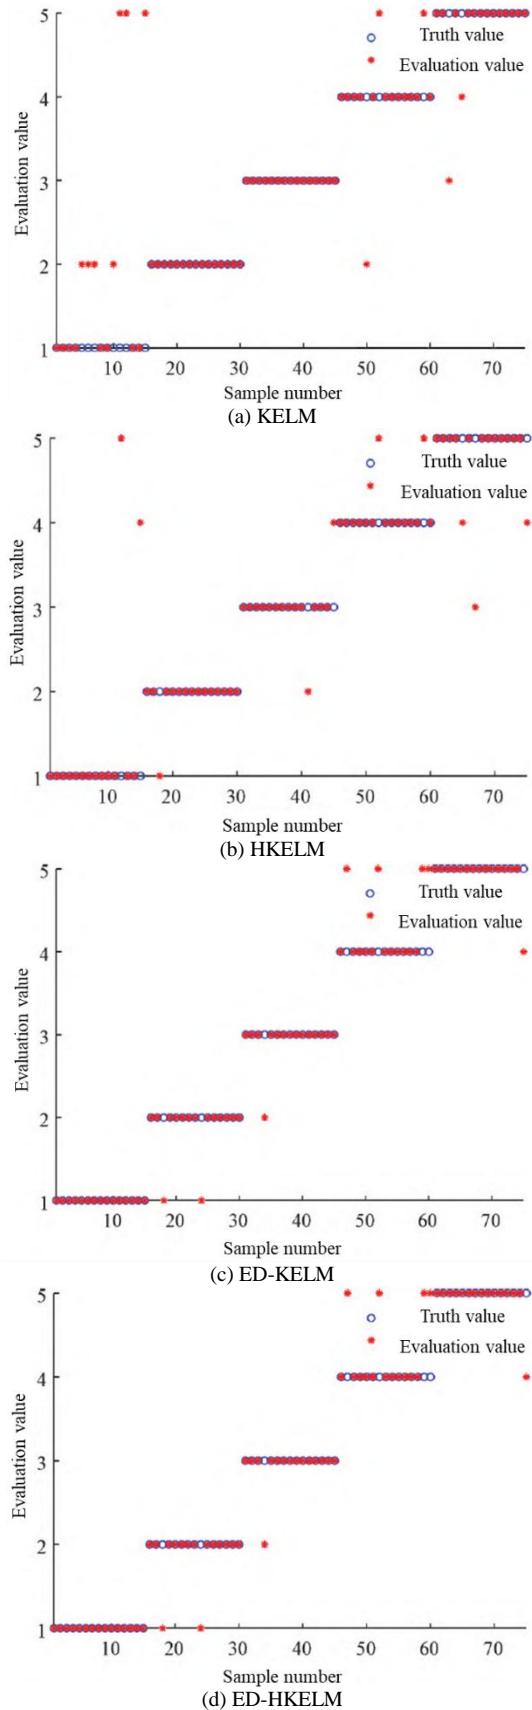 5
Truth value
Evaluation value
4
Evaluation value
3
2
1
10 20 30 40 50 60 70
Sample number
(a) KELM
5
Truth value
Evaluation value
4
Evaluation value
3
2
1
10 20 30 40 50 60 70
Sample number
(b) HKELM
5
Truth value
Evaluation value
4
Evaluation value
3
2
1
10 20 30 40 50 60 70
Sample number
(c) ED-KELM
5
Truth value
Evaluation value
4
Evaluation value
3
2
1
10 20 30 40 50 60 70
Sample number
(d) ED-HKELM